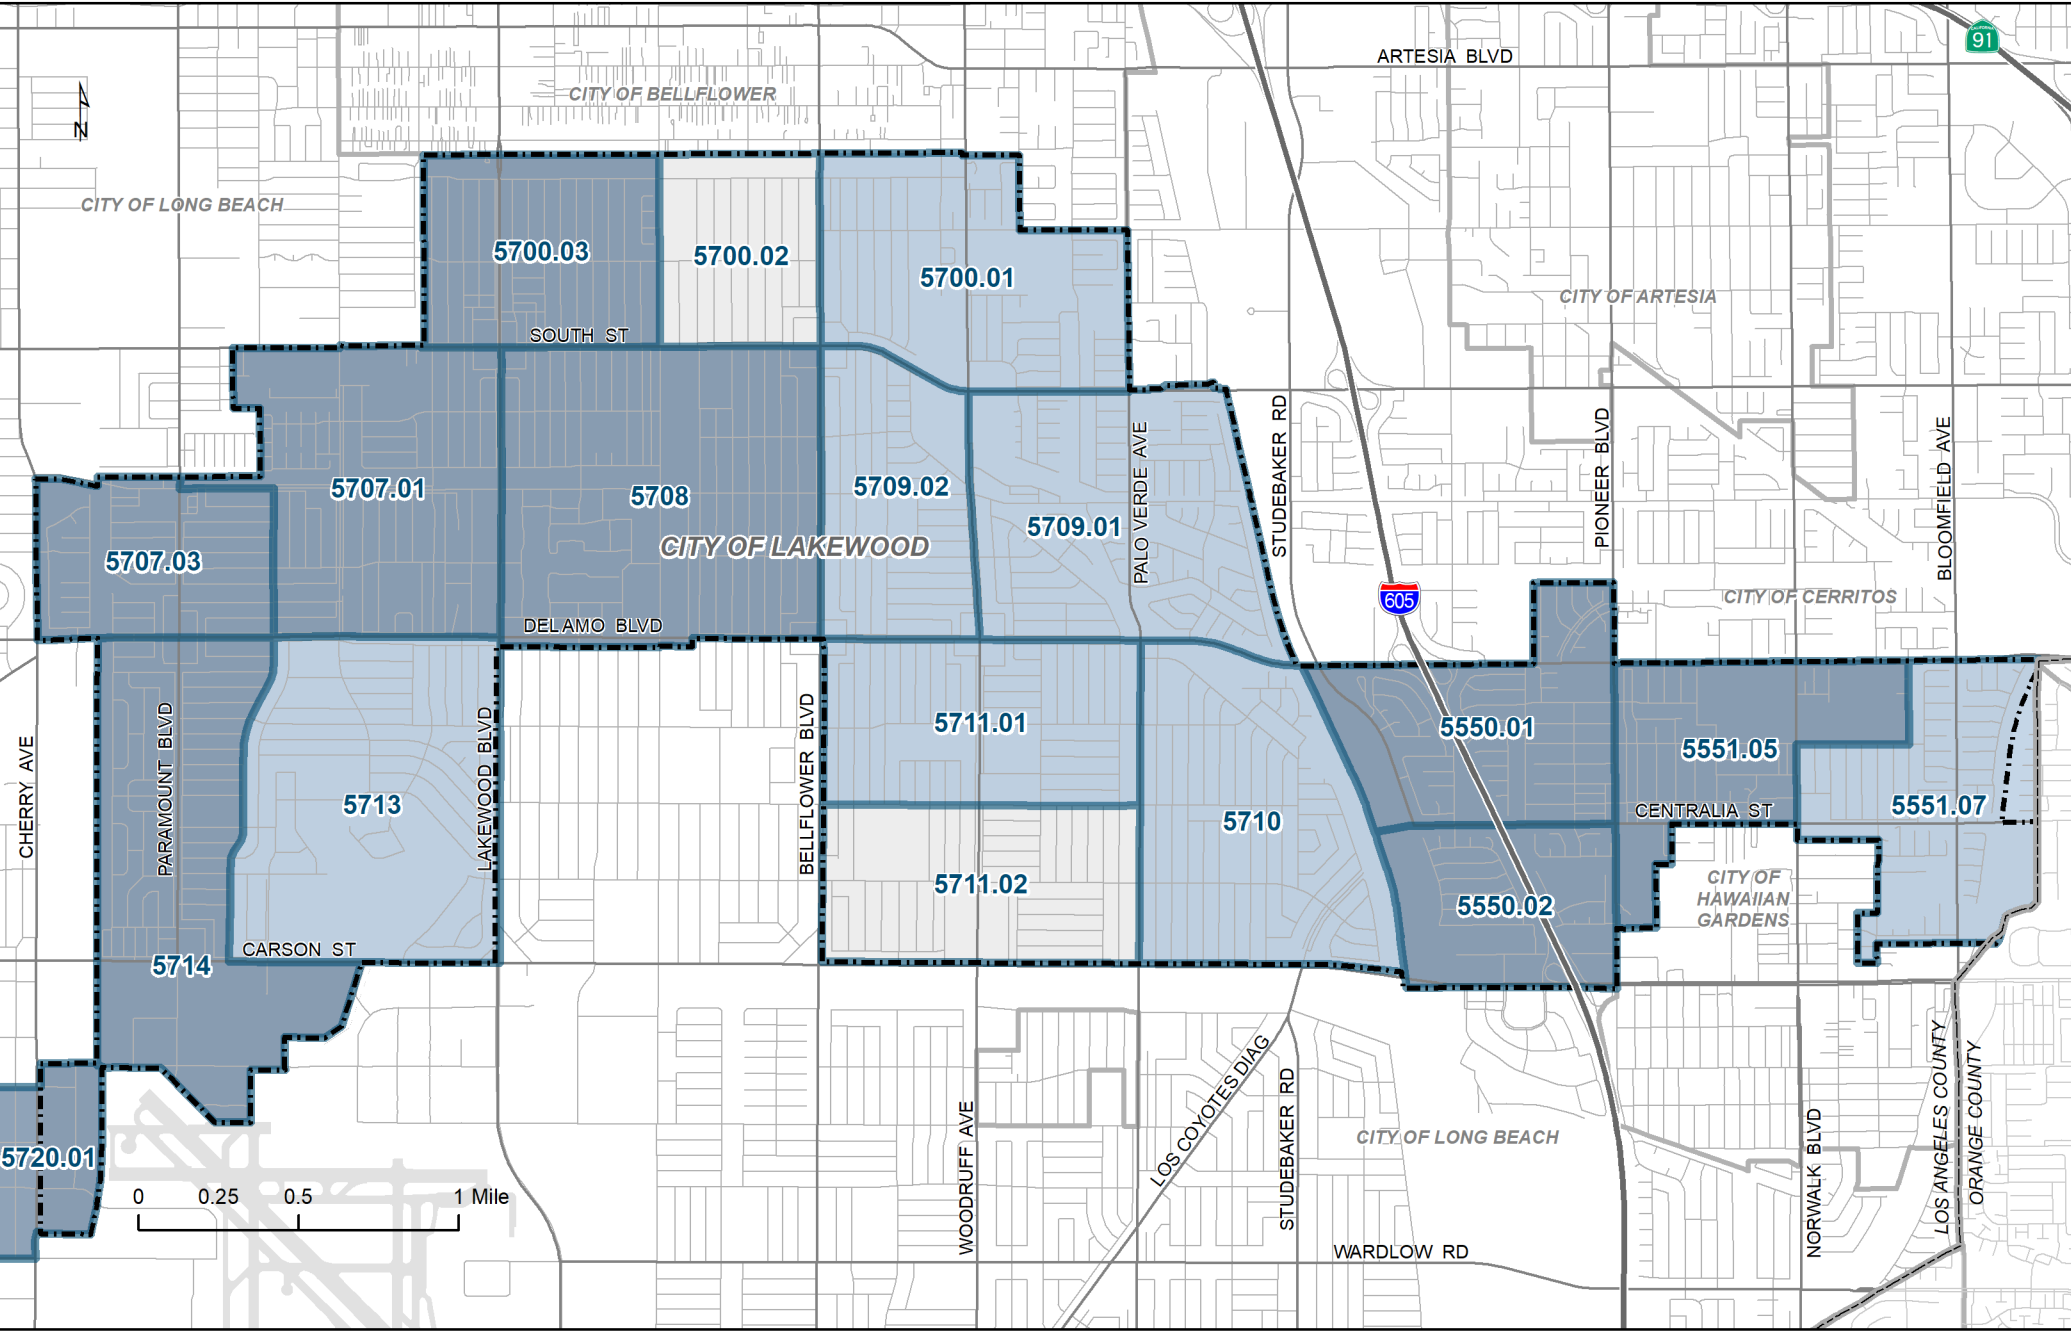 ARTESIA BLVD
91
CITY OF BELLFLOWER
N
CITY OF LONG BEACH
5700.03
5700.02
5700.01
CITY OF ARTESIA
SOUTH ST
STUDEBAKER RD
PIONEER BLVD
BLOOMFIELD AVE
PALO VERDE AVE
5707.01
5708
5709.02
5709.01
CITY OF LAKEWOOD
5707.03
605
CITY OF CERRITOS
DEL AMO BLVD
5711.01
5550.01
5551.05
CHERRY AVE
PARAMOUNT BLVD
LAKEWOOD BLVD
BELLFLOWER BLVD
5713
5710
CENTRALIA ST
5551.07
5711.02
5550.02
CITY OF
HAWAIIAN
GARDENS
CARSON ST
5714
LOS COYOTES DIAG
STUDEBAKER RD
WOODRUFF AVE
CITY OF LONG BEACH
NORWALK BLVD
LOS ANGELES COUNTY
ORANGE COUNTY
5720.01
0 0.25 0.5 1 Mile
WARDLOW RD